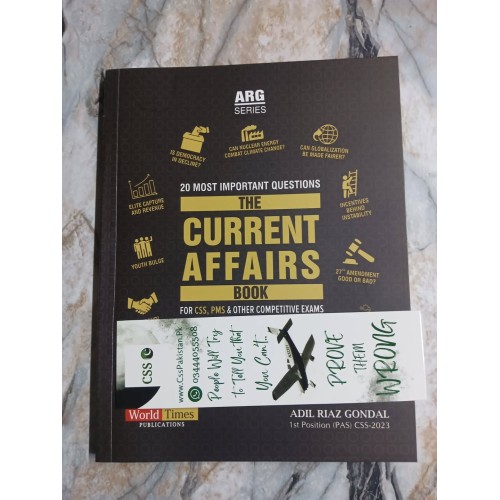 ARG
SERIES
IS DEMOCRACY
IN DECLINE?
CAN NUCLEAR ENERGY
COMBAT CLIMATE CHANGE?
CAN GLOBALIZATION
BE MADE FAIRER?
20 MOST IMPORTANT QUESTIONS
ELITE CAPTURE
AND REVENUE
THE
CURRENT
AFFAIRS
BOOK
INCENTIVES
BEHIND
INSTABILITY
YOUTH BULGE
27TH AMENDMENT
GOOD OR BAD?
FOR CSS, PMS & OTHER COMPETITIVE EXAMS
CSS
www.CssPakistan.Pk
03444055508
People Will Try
to Tell You That
You Can't-
PROVE
THEM
WRONG
World Times
PUBLICATIONS
ADIL RIAZ GONDAL
1st Position (PAS) CSS-2023